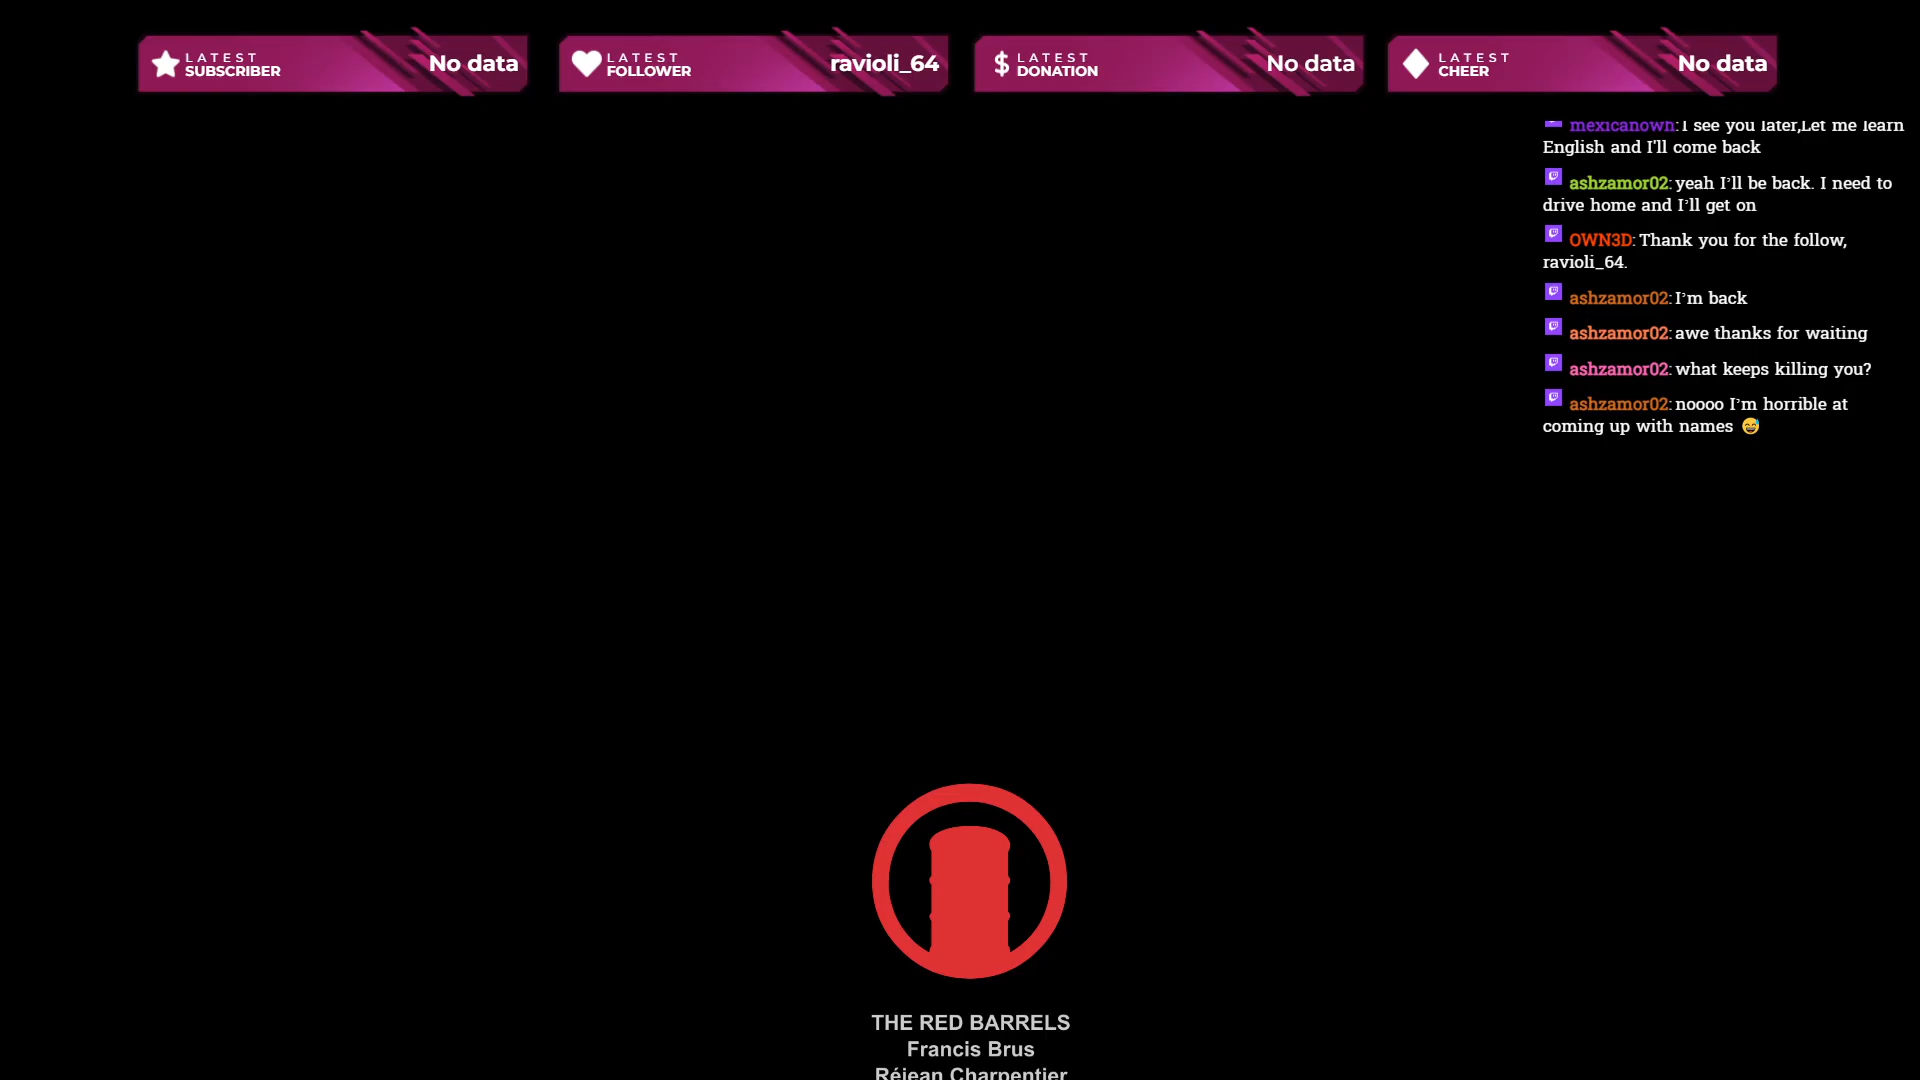 LATEST
SUBSCRIBER
No data
LATEST
FOLLOWER
ravioli_64
LATEST
DONATION
No data
LATEST
CHEER
No data
mexicanown: I see you later,Let me learn
English and I'll come back
ashzamor02: yeah I’ll be back. I need to
drive home and I’ll get on
OWN3D: Thank you for the follow,
ravioli_64.
ashzamor02: I’m back
ashzamor02: awe thanks for waiting
ashzamor02: what keeps killing you?
ashzamor02: noooo I’m horrible at
coming up with names 😅
THE RED BARRELS
Francis Brus
Réjean Charpentier